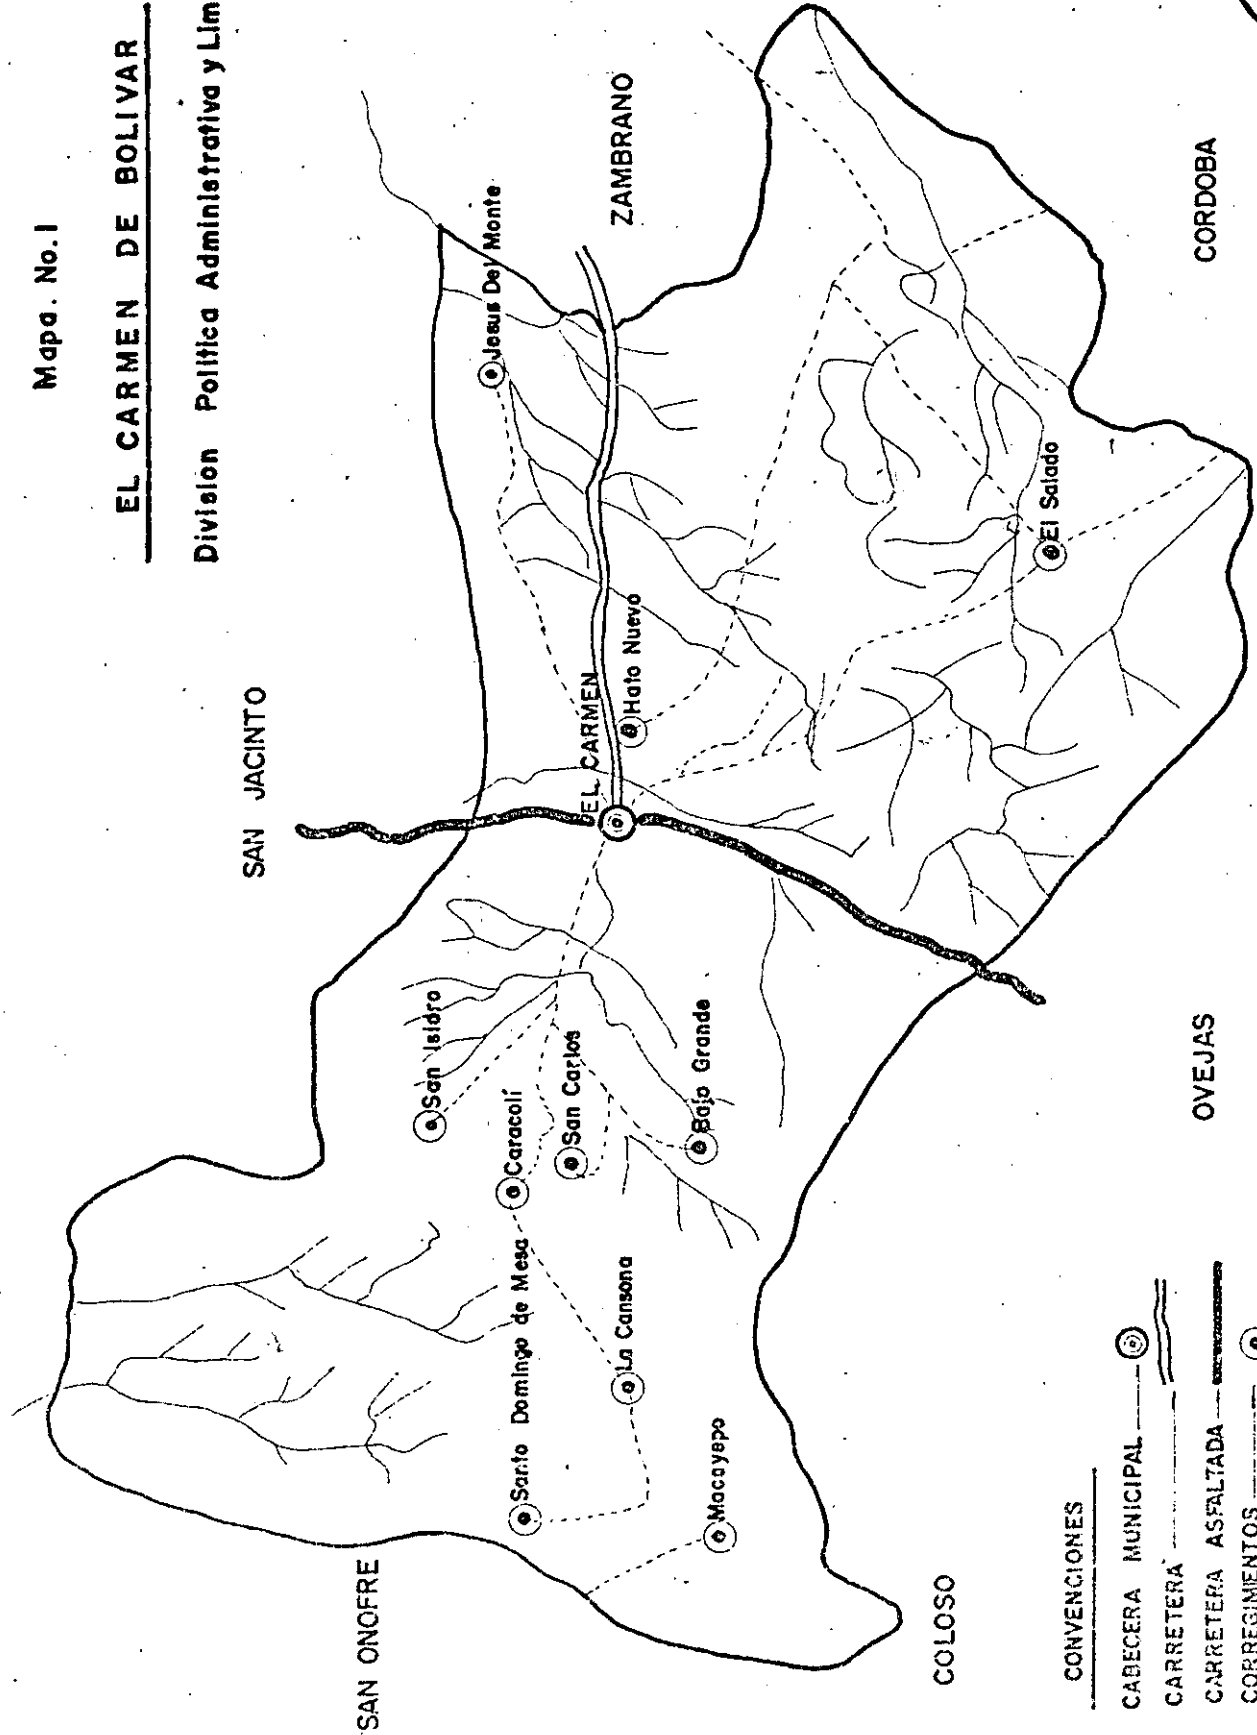 Mapa. No.1
EL CARMEN DE BOLIVAR
Division Politica Administrativa y Lim
SAN JACINTO
ZAMBRANO
CORDOBA
OVEJAS
COLOSO
SAN ONOFRE
Jesus Del Monte
EL CARMEN
Hato Nuevo
El Salado
San Isidro
Caracolí
San Carlos
Bajo Grande
Santo Domingo de Mesa
La Cansona
Macayepo
CONVENCIONES
CABECERA MUNICIPAL
CARRETERA
CARRETERA ASFALTADA
CORREGIMIENTOS